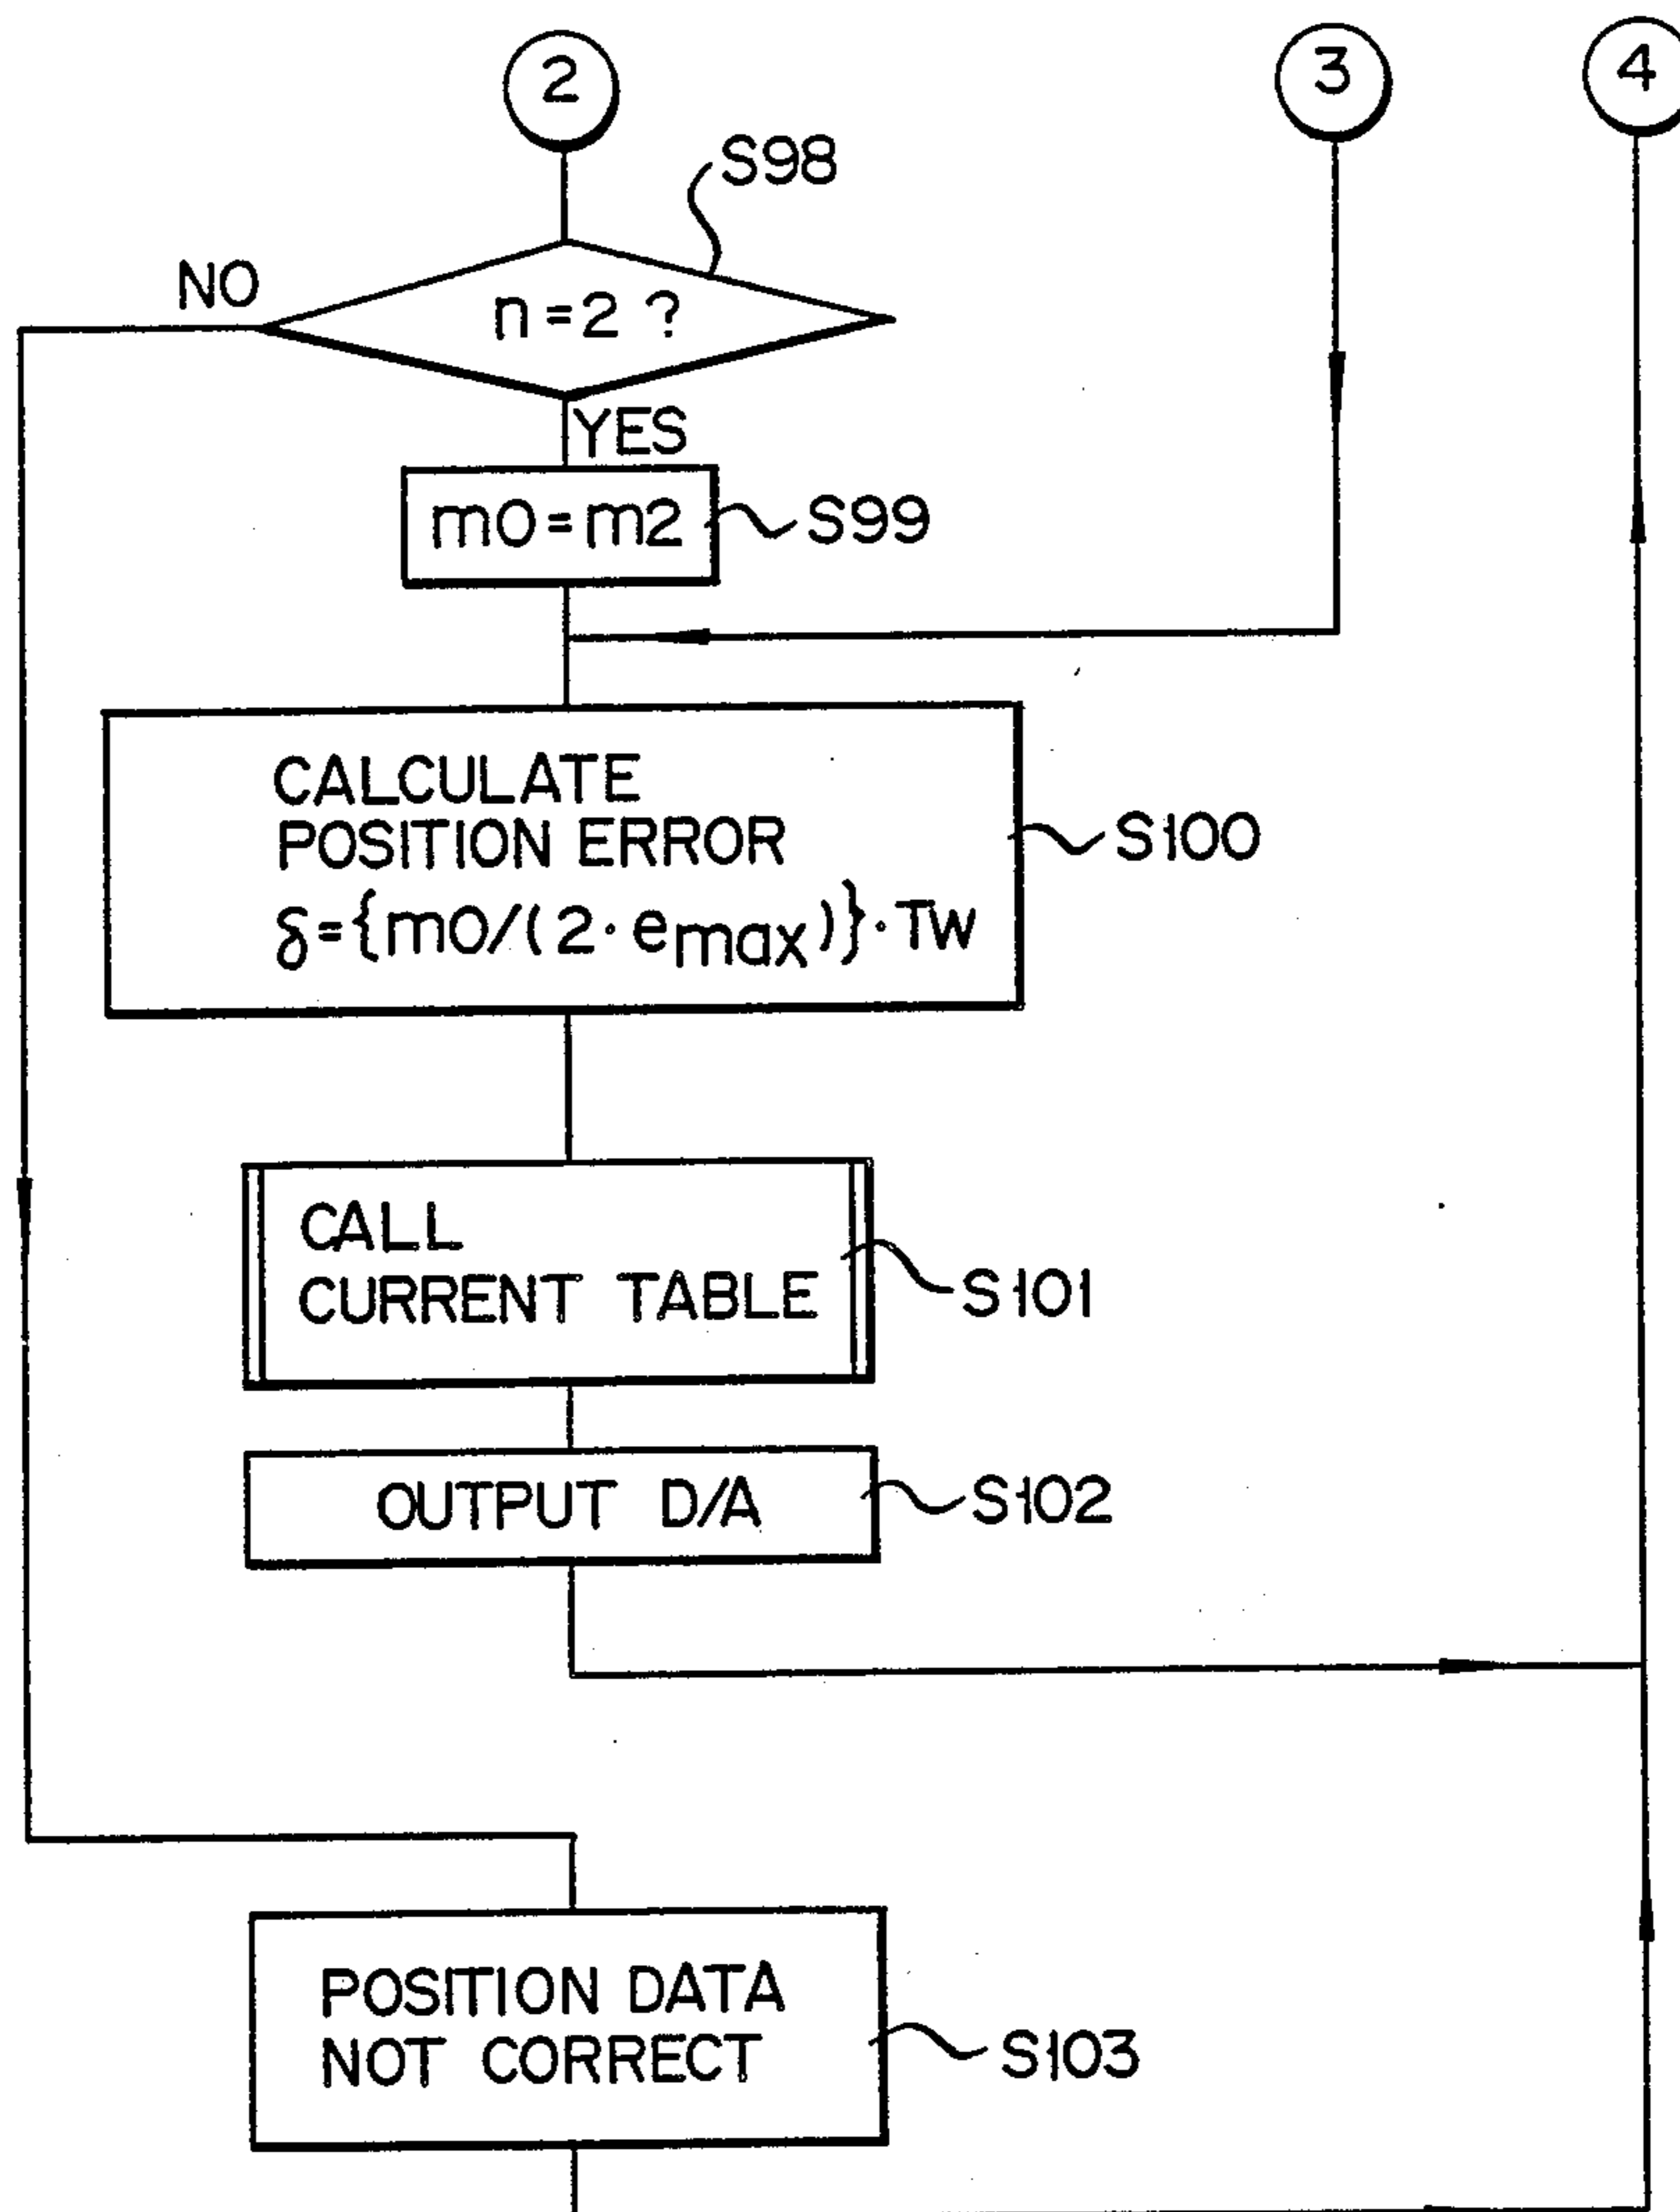 2
3
4
S98
NO
n=2 ?
YES
m0=m2
S99
CALCULATE
POSITION ERROR
δ={m0/(2·emax)}·TW
S100
CALL
CURRENT TABLE
S101
OUTPUT D/A
S102
POSITION DATA
NOT CORRECT
S103